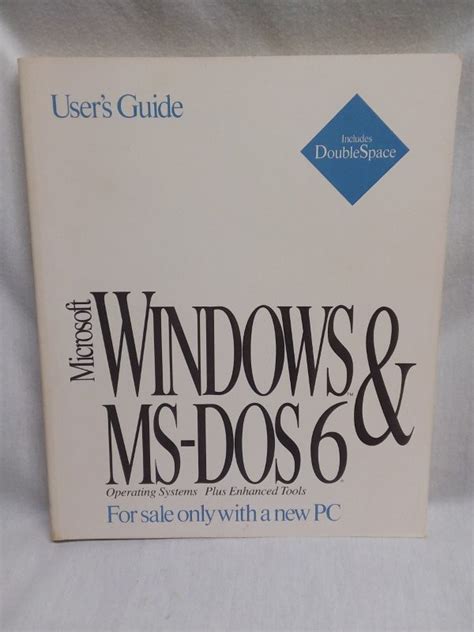 User's Guide
Includes
DoubleSpace
Microsoft
WINDOWS™ &
MS-DOS 6
Operating Systems Plus Enhanced Tools
For sale only with a new PC